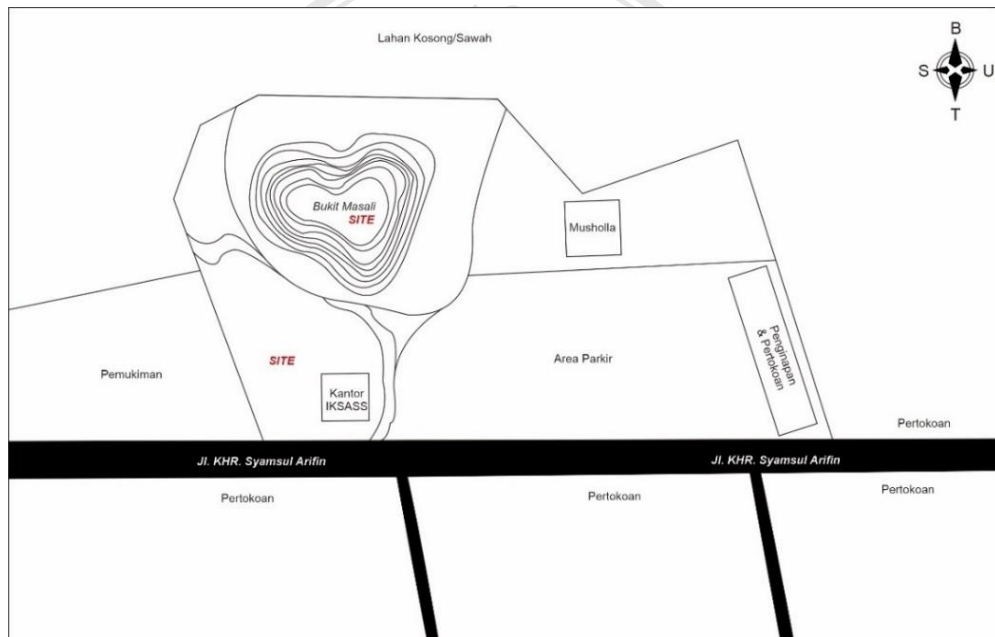 Lahan Kosong/Sawah
B
S
U
T
Bukit Masali
SITE
Musholla
SITE
Pemukiman
Kantor
IKSASS
Area Parkir
Penginapan
& Pertokoan
Pertokoan
Jl. KHR. Syamsul Arifin
Jl. KHR. Syamsul Arifin
Pertokoan
Pertokoan
Pertokoan